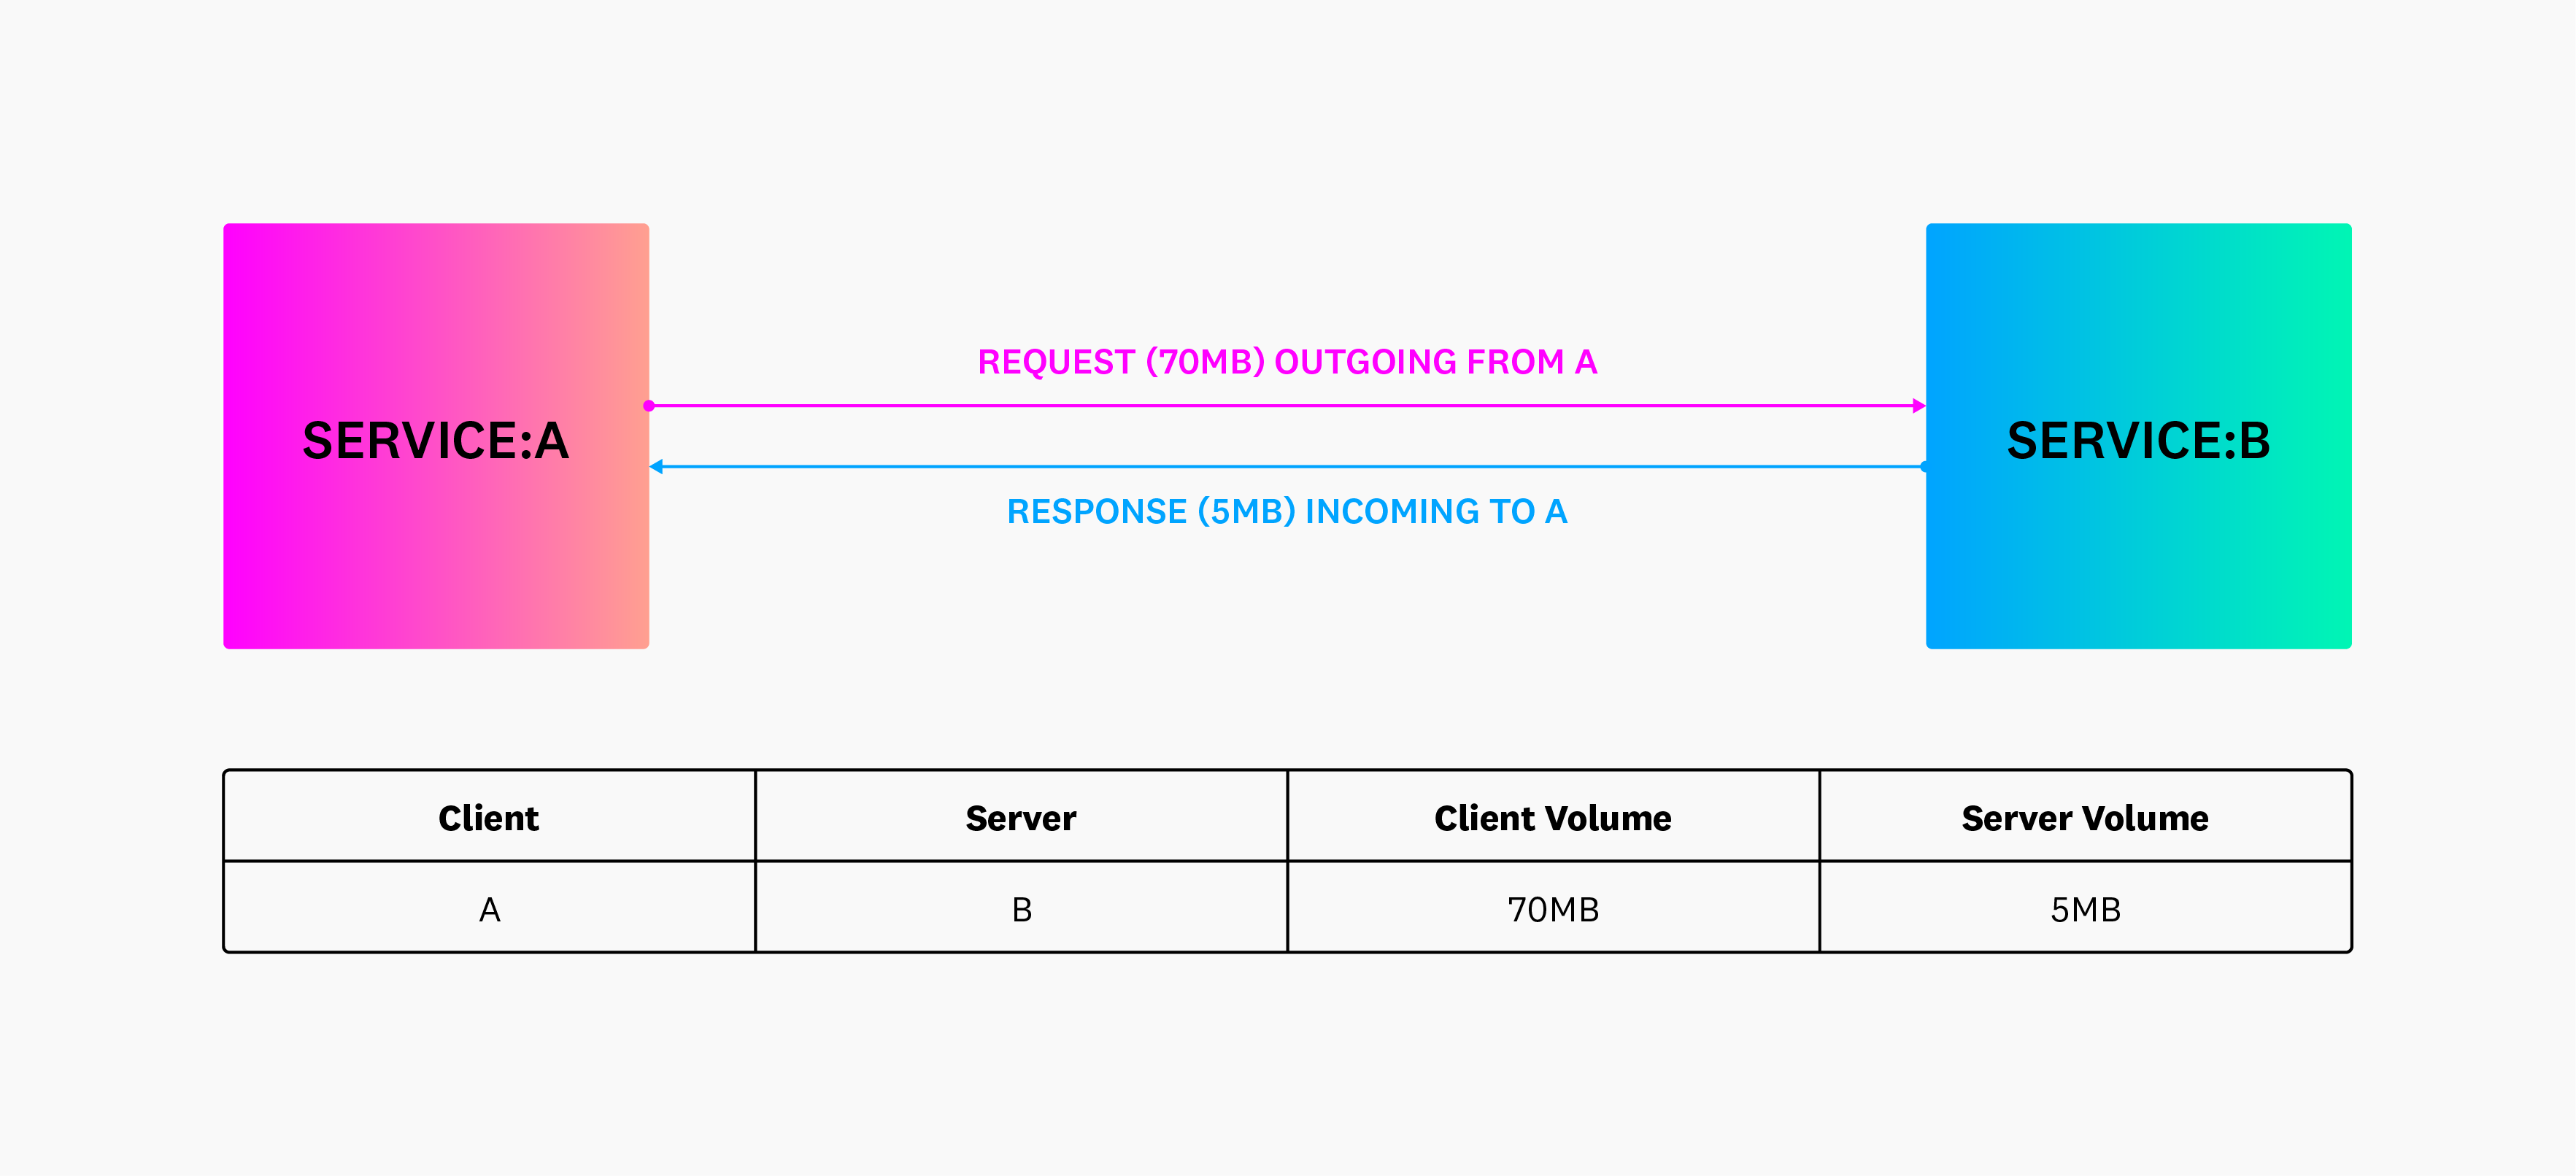 REQUEST (70MB) OUTGOING FROM A
SERVICE:A
SERVICE:B
RESPONSE (5MB) INCOMING TO A
Client Server Client Volume Server Volume
A B 70MB 5MB